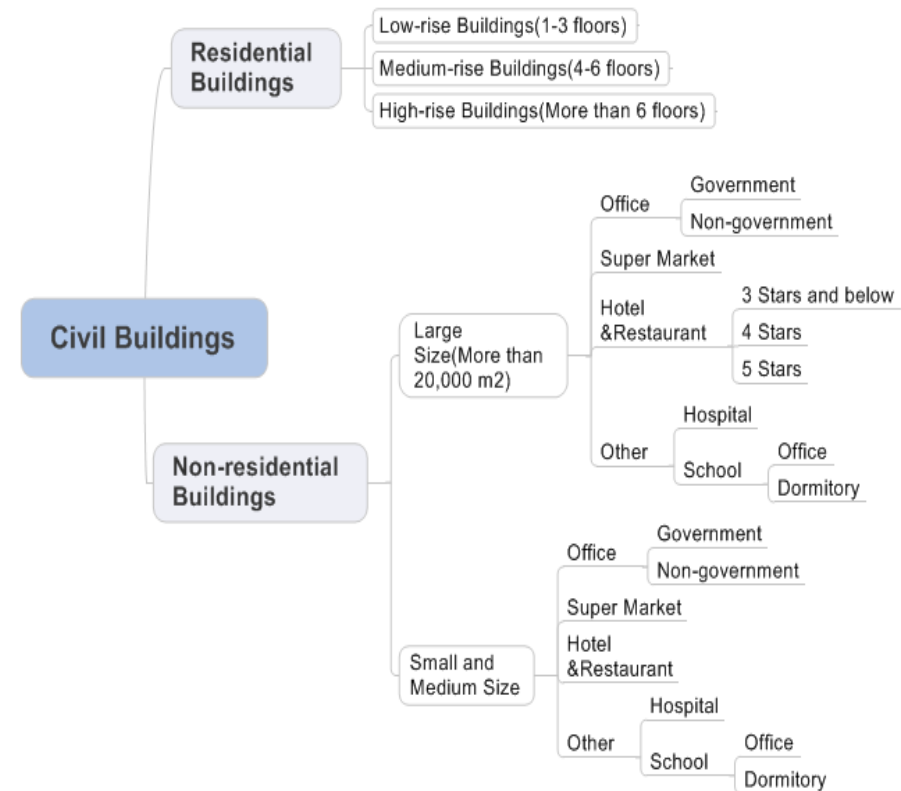 Residential
Buildings
Low-rise Buildings(1-3 floors)
Medium-rise Buildings(4-6 floors)
High-rise Buildings(More than 6 floors)
Civil Buildings
Non-residential
Buildings
Large
Size(More than
20,000 m2)
Office
Government
Non-government
Super Market
Hotel
&Restaurant
3 Stars and below
4 Stars
5 Stars
Other
Hospital
School
Office
Dormitory
Small and
Medium Size
Office
Government
Non-government
Super Market
Hotel
&Restaurant
Other
Hospital
School
Office
Dormitory